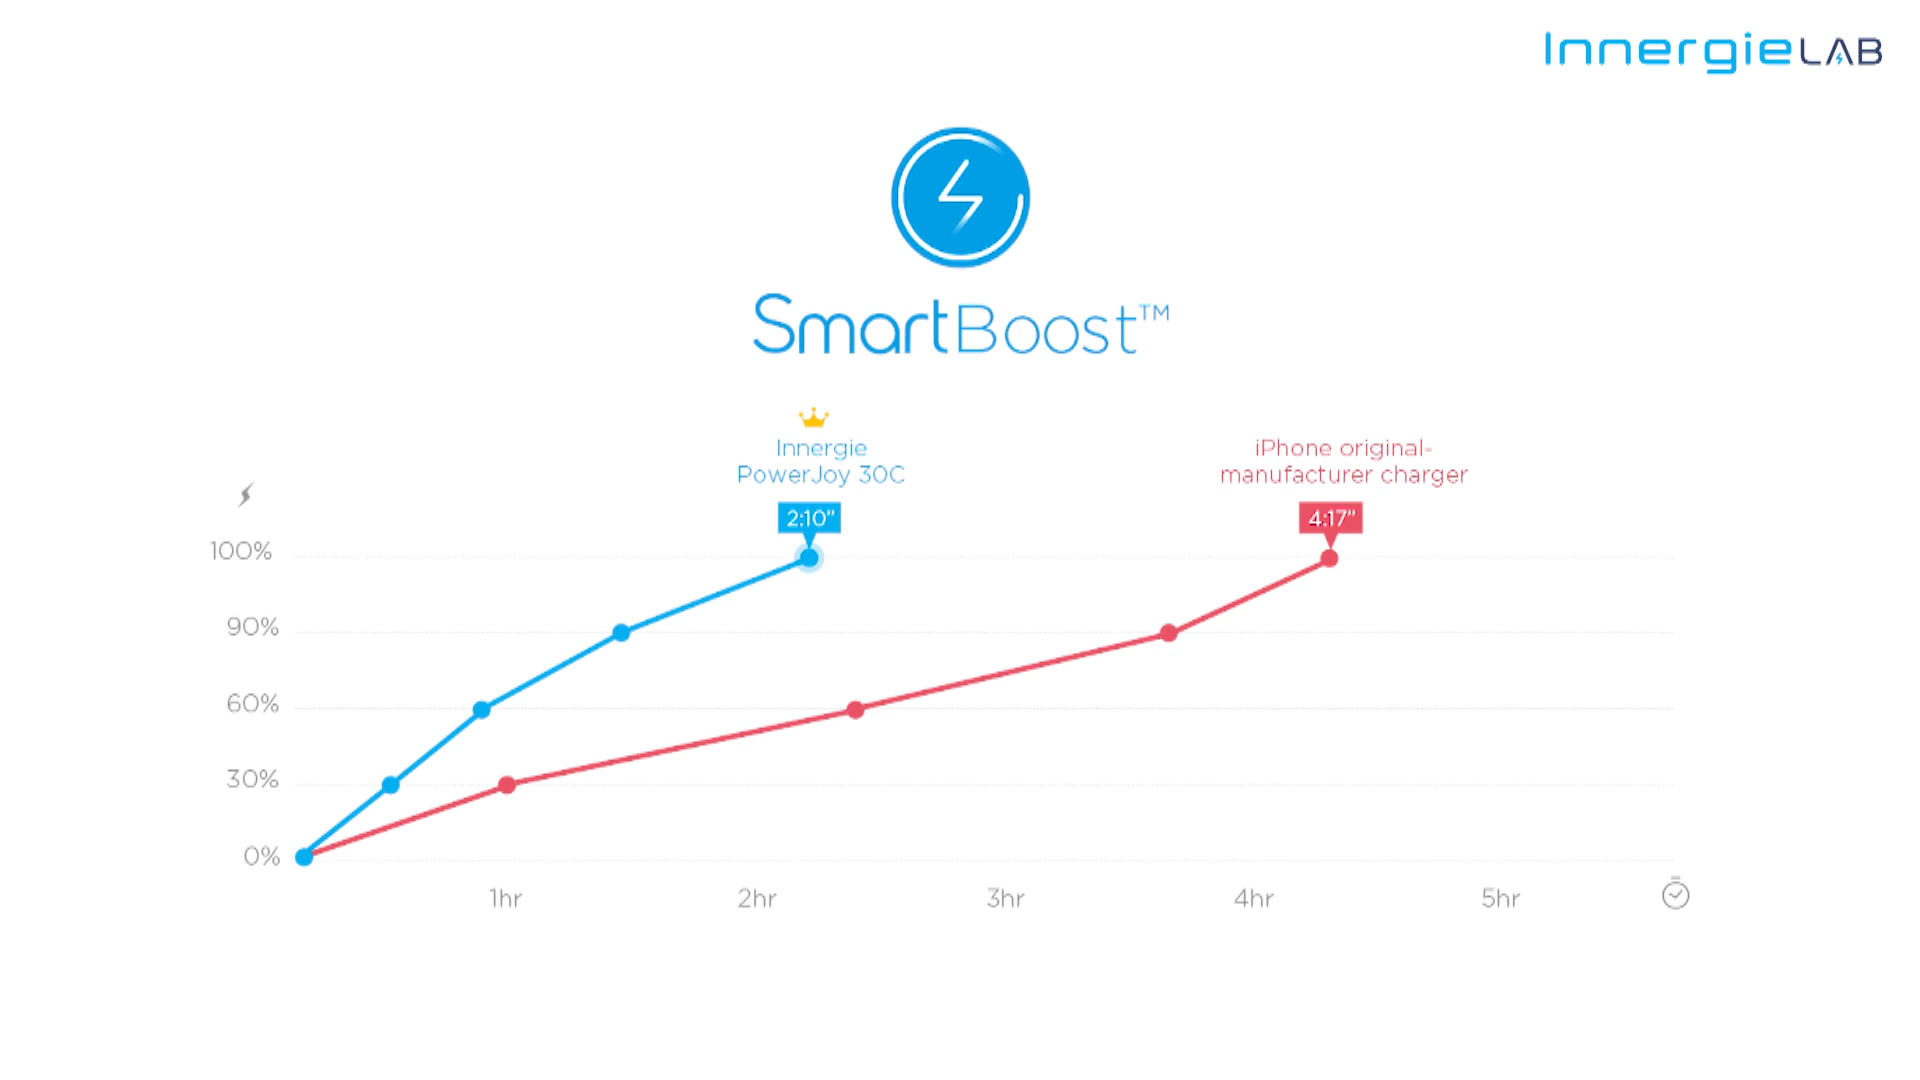 InnergieLAB
SmartBoost™
Innergie
PowerJoy 30C
2:10”
iPhone original-
manufacturer charger
4:17”
100%
90%
60%
30%
0%
1hr
2hr
3hr
4hr
5hr